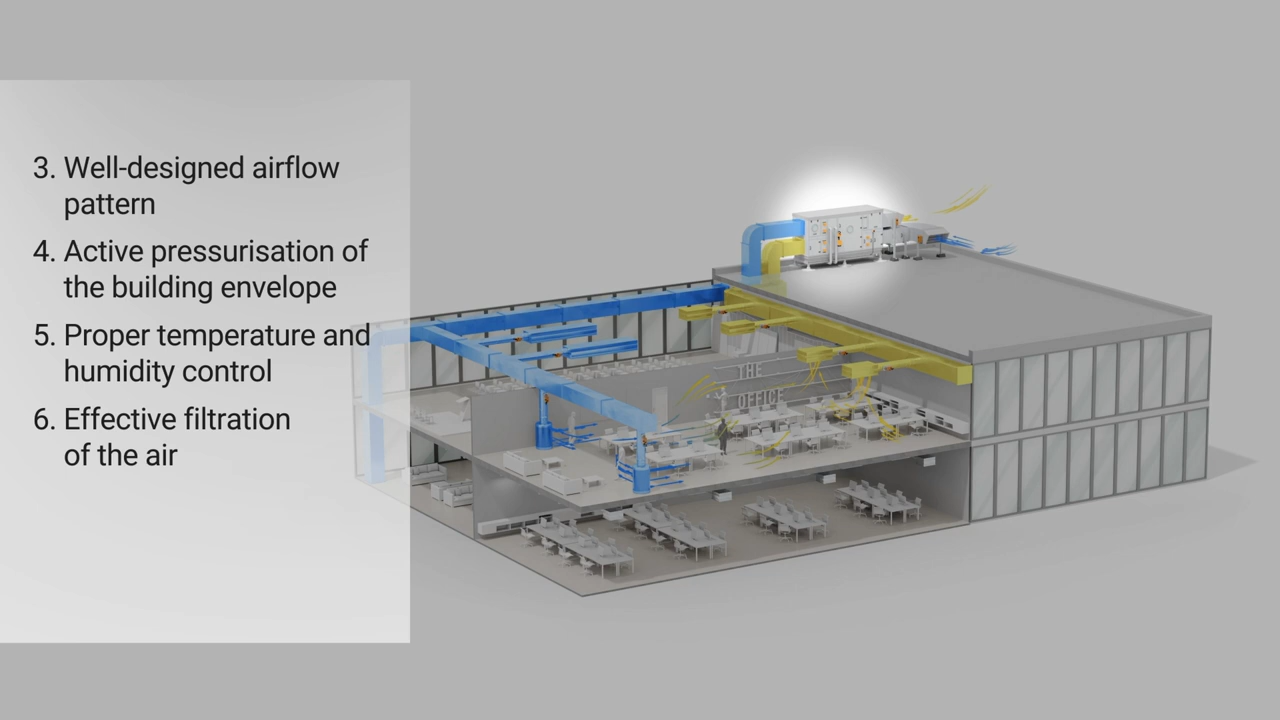 3. Well-designed airflow
pattern
4. Active pressurisation of
the building envelope
5. Proper temperature and
humidity control
6. Effective filtration
of the air
THE
OFFICE